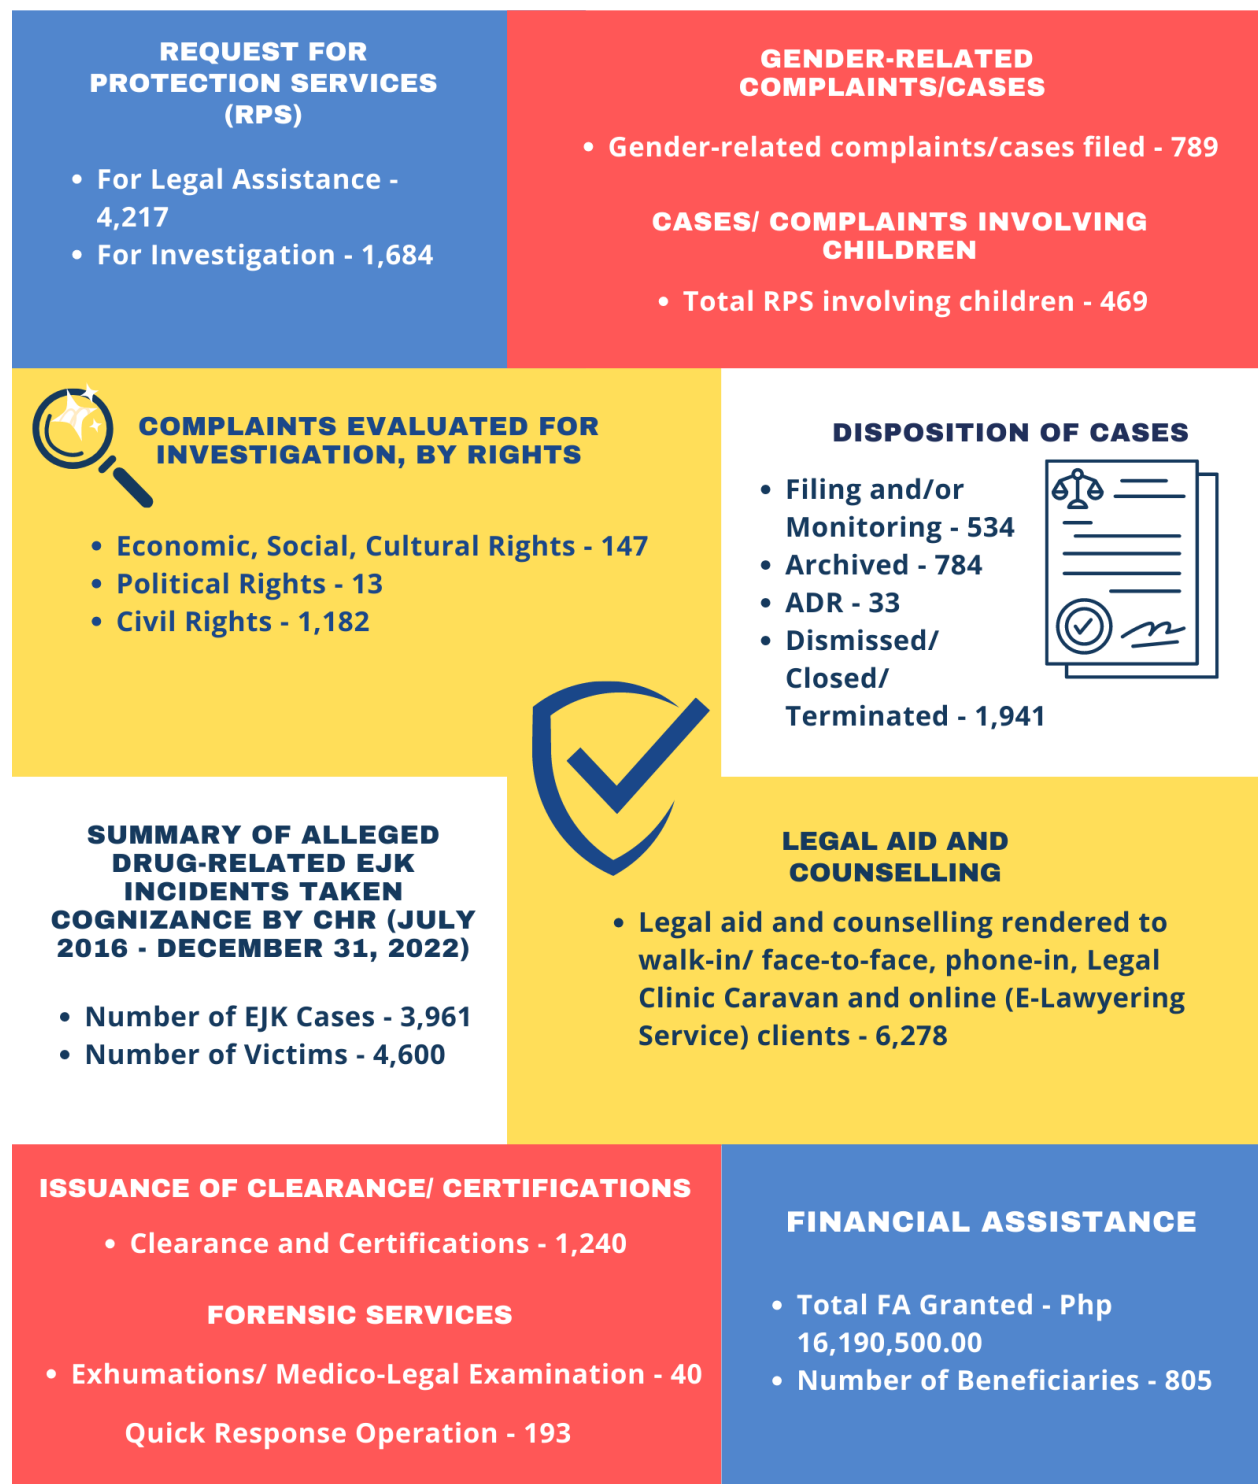 REQUEST FOR
PROTECTION SERVICES
(RPS)
• For Legal Assistance -
4,217
• For Investigation - 1,684
GENDER-RELATED
COMPLAINTS/CASES
• Gender-related complaints/cases filed - 789
CASES/ COMPLAINTS INVOLVING
CHILDREN
• Total RPS involving children - 469
COMPLAINTS EVALUATED FOR
INVESTIGATION, BY RIGHTS
• Economic, Social, Cultural Rights - 147
• Political Rights - 13
• Civil Rights - 1,182
DISPOSITION OF CASES
• Filing and/or
Monitoring - 534
• Archived - 784
• ADR - 33
• Dismissed/
Closed/
Terminated - 1,941
SUMMARY OF ALLEGED
DRUG-RELATED EJK
INCIDENTS TAKEN
COGNIZANCE BY CHR (JULY
2016 - DECEMBER 31, 2022)
• Number of EJK Cases - 3,961
• Number of Victims - 4,600
LEGAL AID AND
COUNSELLING
• Legal aid and counselling rendered to
walk-in/ face-to-face, phone-in, Legal
Clinic Caravan and online (E-Lawyering
Service) clients - 6,278
ISSUANCE OF CLEARANCE/ CERTIFICATIONS
• Clearance and Certifications - 1,240
FORENSIC SERVICES
• Exhumations/ Medico-Legal Examination - 40
Quick Response Operation - 193
FINANCIAL ASSISTANCE
• Total FA Granted - Php
16,190,500.00
• Number of Beneficiaries - 805